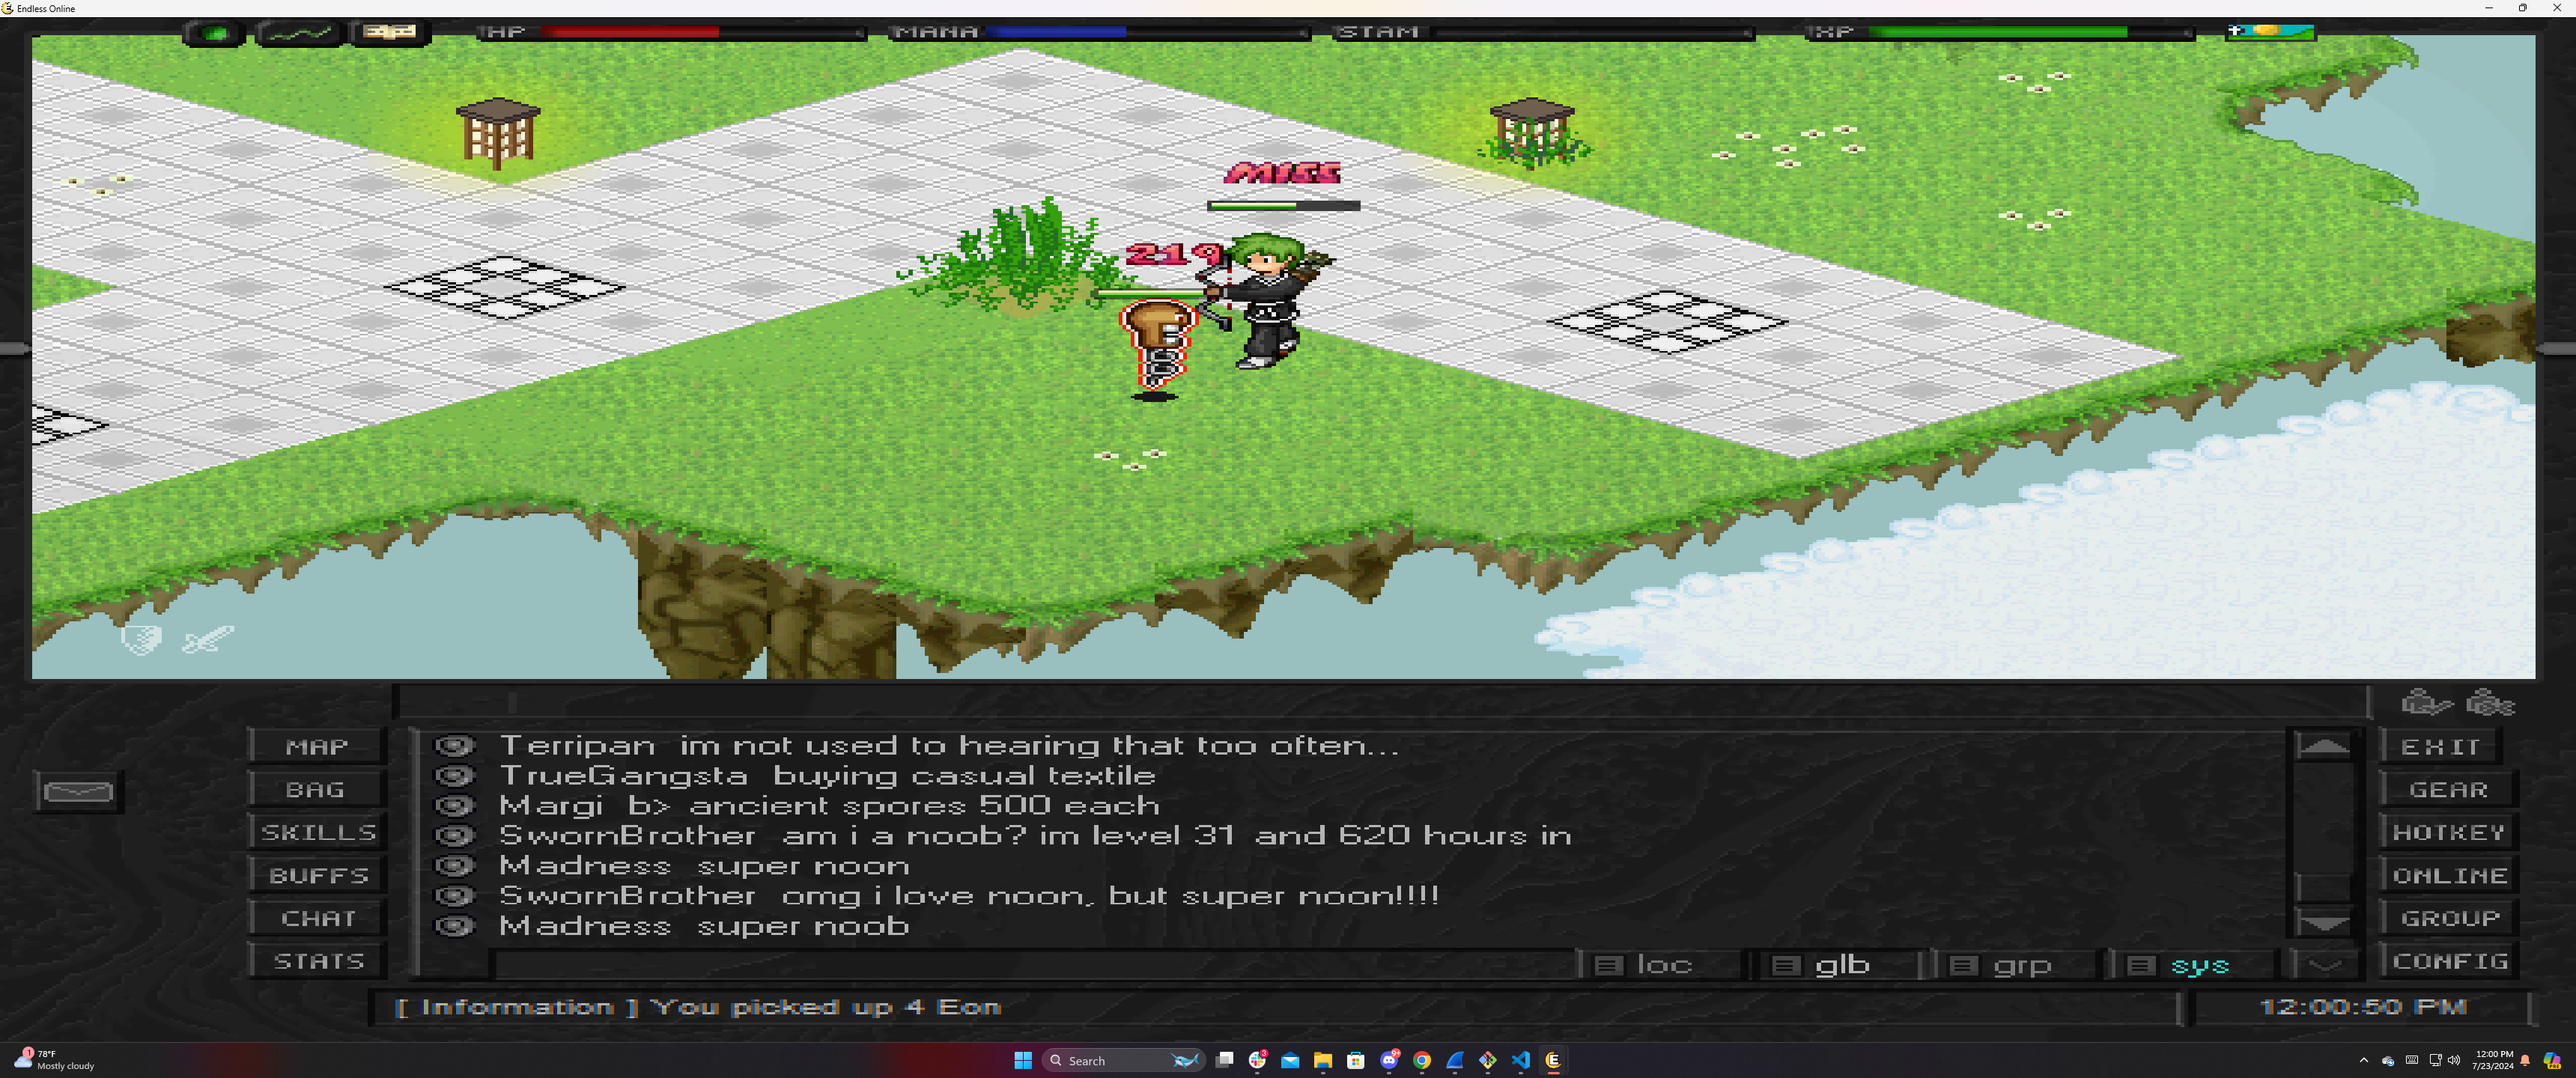 Endless Online
HP
MANA
STAM
XP
MISS
219
Terripan im not used to hearing that too often...
TrueGangsta buying casual textile
Margi b> ancient spores 500 each
SwornBrother am i a noob? im level 31 and 620 hours in
Madness super noon
SwornBrother omg i love noon, but super noon!!!!
Madness super noob
MAP
BAG
SKILLS
BUFFS
CHAT
STATS
EXIT
GEAR
HOTKEY
ONLINE
GROUP
CONFIG
loc glb grp sys
[ Information ] You picked up 4 Eon
12:00:50 PM
1
78°F
Mostly cloudy
Search
3
9+
12:00 PM
7/23/2024